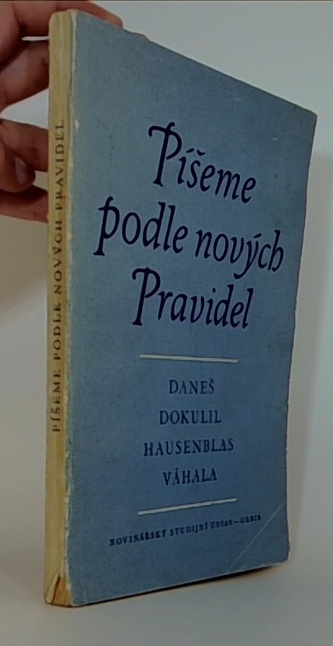 PÍŠEME PODLE NOVÝCH PRAVIDEL
Píšeme
podle nových
Pravidel
DANEŠ
DOKULIL
HAUSENBLAS
VÁHALA
NOVINÁŘSKÝ STUDIJNÍ ÚSTAV—ORBIS